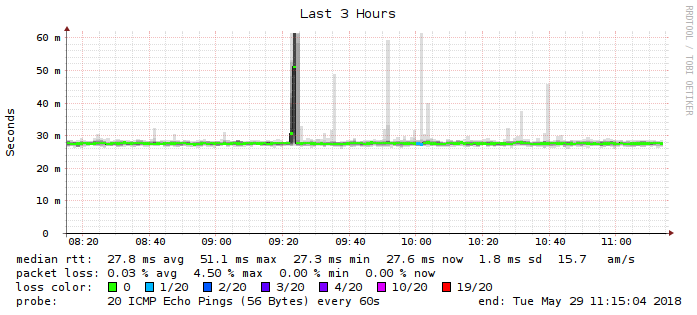 Last 3 Hours
RRDTOOL / TOBI OETIKER
Seconds
60 m
50 m
40 m
30 m
20 m
10 m
0
08:20 08:40 09:00 09:20 09:40 10:00 10:20 10:40 11:00
median rtt: 27.8 ms avg 51.1 ms max 27.3 ms min 27.6 ms now 1.8 ms sd 15.7 am/s
packet loss: 0.03 % avg 4.50 % max 0.00 % min 0.00 % now
loss color: 0 1/20 2/20 3/20 4/20 10/20 19/20
probe: 20 ICMP Echo Pings (56 Bytes) every 60s end: Tue May 29 11:15:04 2018